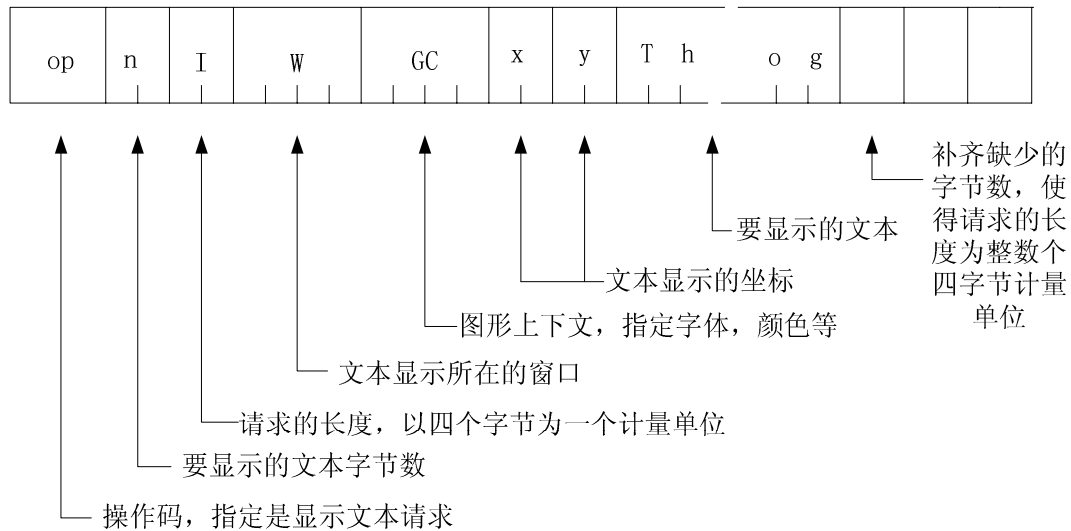 op n I W GC x y T h o g
补齐缺少的
字节数，使
得请求的长
度为整数个
四字节计量
单位
要显示的文本
文本显示的坐标
图形上下文，指定字体，颜色等
文本显示所在的窗口
请求的长度，以四个字节为一个计量单位
要显示的文本字节数
操作码，指定是显示文本请求